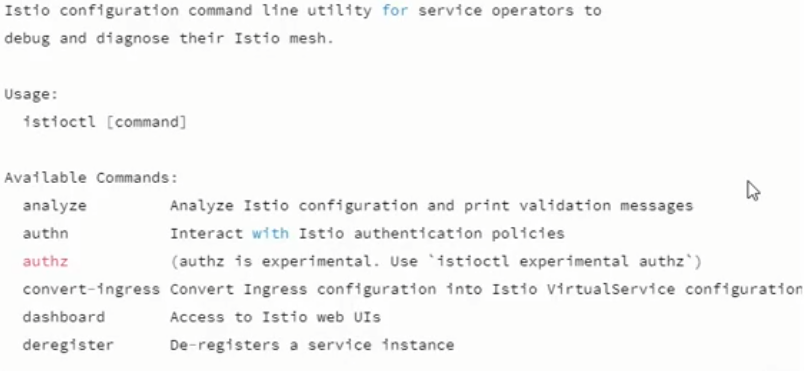 Istio configuration command line utility for service operators to
debug and diagnose their Istio mesh.
Usage:
istioctl [command]
Available Commands:
analyze Analyze Istio configuration and print validation messages
authn Interact with Istio authentication policies
authz (authz is experimental. Use `istioctl experimental authz`)
convert-ingress Convert Ingress configuration into Istio VirtualService configuration
dashboard Access to Istio web UIs
deregister De-registers a service instance